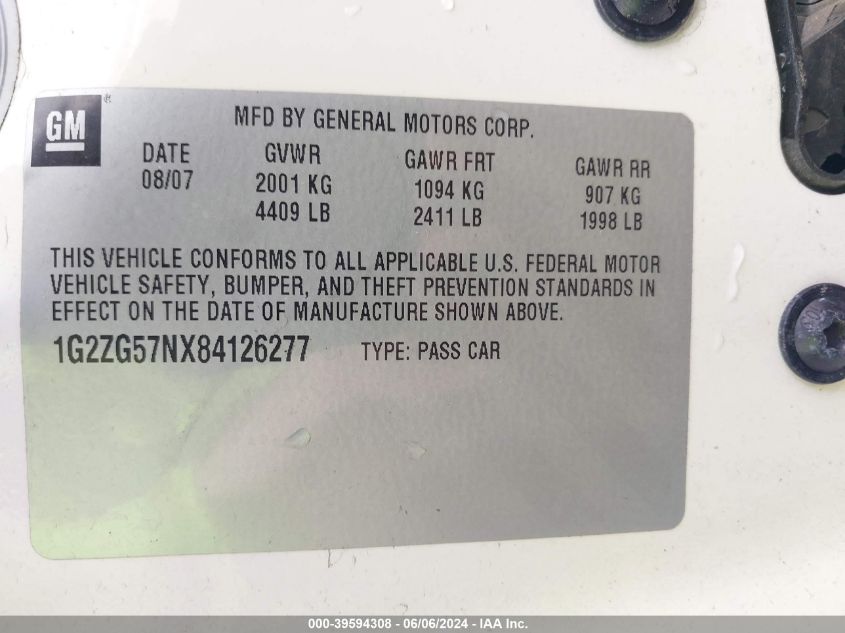 GM
MFD BY GENERAL MOTORS CORP.
DATE GVWR GAWR FRT GAWR RR
08/07 2001 KG 1094 KG 907 KG
4409 LB 2411 LB 1998 LB
THIS VEHICLE CONFORMS TO ALL APPLICABLE U.S. FEDERAL MOTOR
VEHICLE SAFETY, BUMPER, AND THEFT PREVENTION STANDARDS IN
EFFECT ON THE DATE OF MANUFACTURE SHOWN ABOVE.
1G2ZG57NX84126277 TYPE: PASS CAR
000-39594308 - 06/06/2024 - IAA Inc.